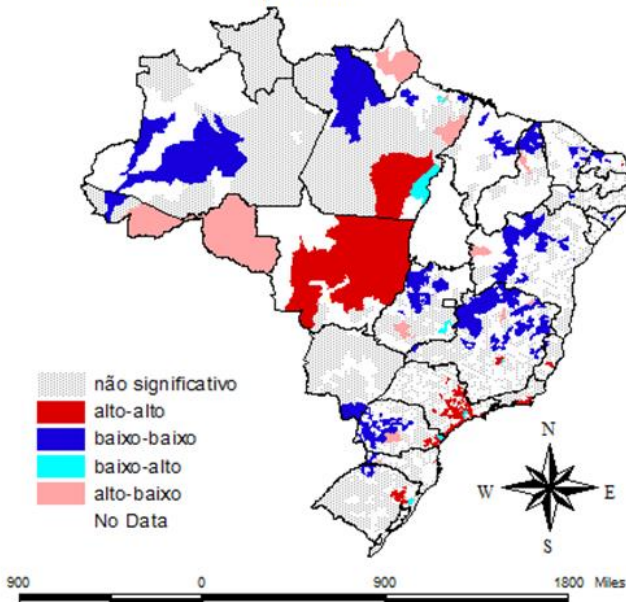 não significativo
alto-alto
baixo-baixo
baixo-alto
alto-baixo
No Data
N
W
E
S
900
0
900
1800 Miles